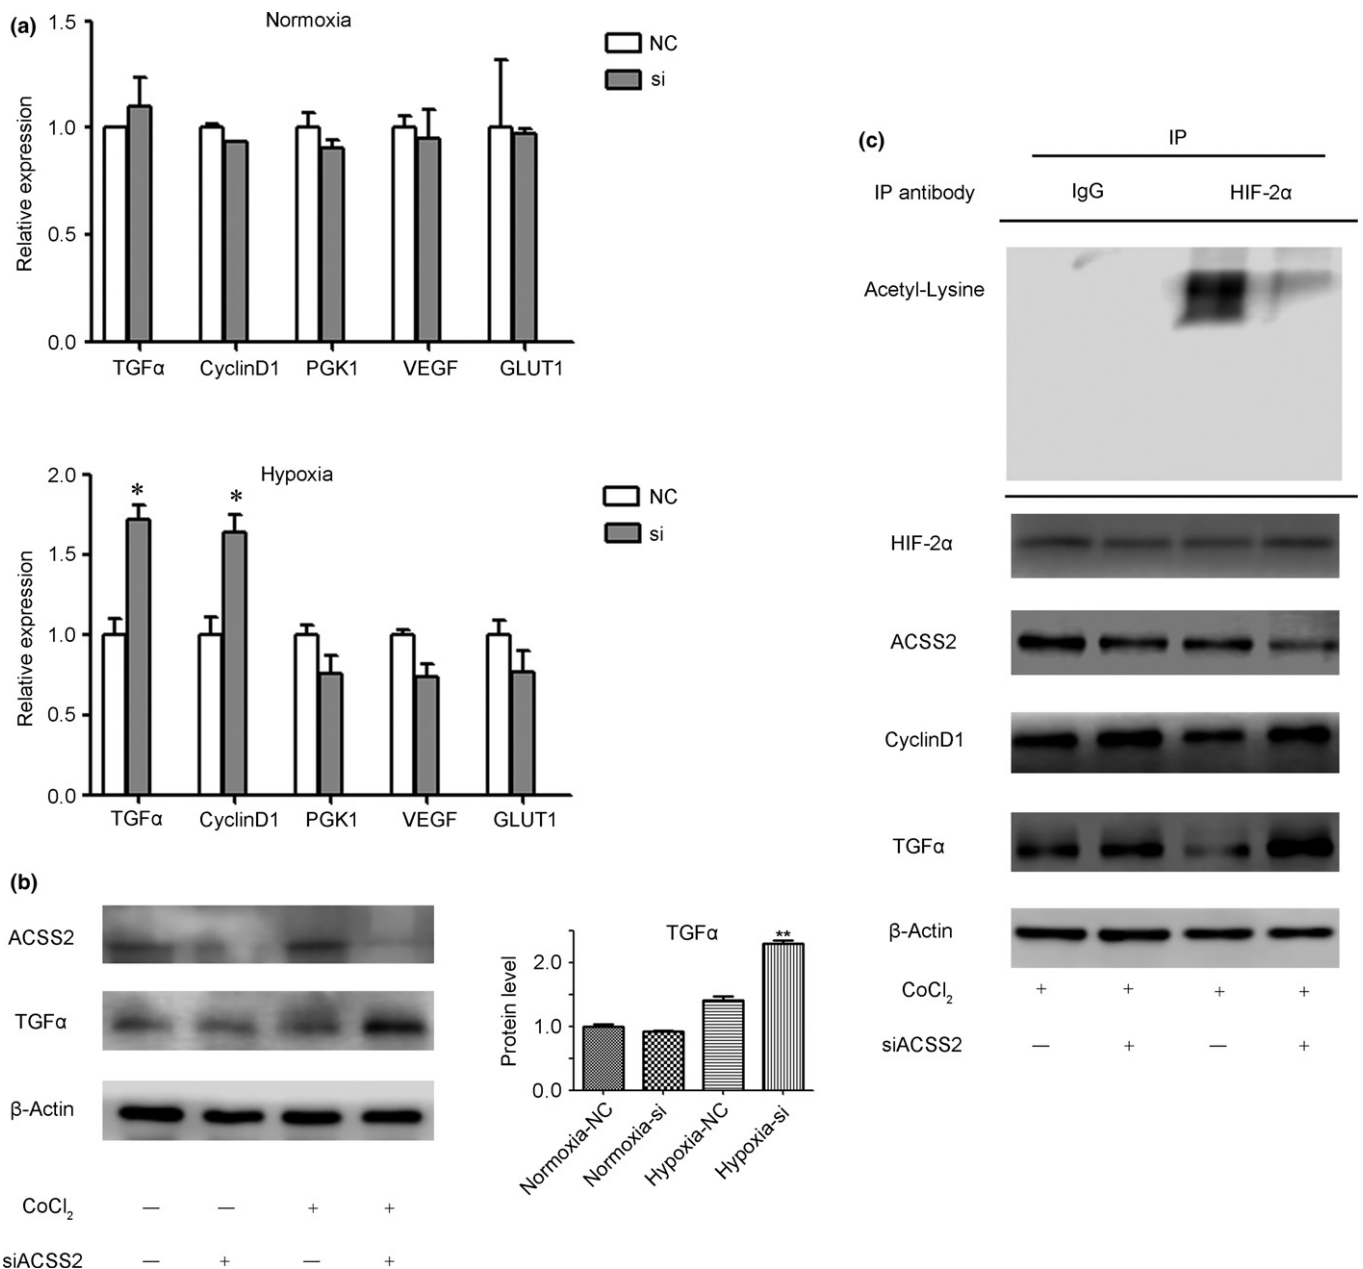 (a)
Normoxia
NC
si
Relative expression
1.5
1.0
0.5
0.0
TGFα CyclinD1 PGK1 VEGF GLUT1
Hypoxia
NC
si
Relative expression
2.0
1.5
1.0
0.5
0.0
* *
TGFα CyclinD1 PGK1 VEGF GLUT1
(b)
ACSS2
TGFα
β-Actin
CoCl2 — — + +
siACSS2 — + — +
TGFα
**
Protein level
2.0
1.0
0.0
Normoxia-NC
Normoxia-si
Hypoxia-NC
Hypoxia-si
(c)
IP
IP antibody IgG HIF-2α
Acetyl-Lysine
HIF-2α
ACSS2
CyclinD1
TGFα
β-Actin
CoCl2 + + + +
siACSS2 — + — +